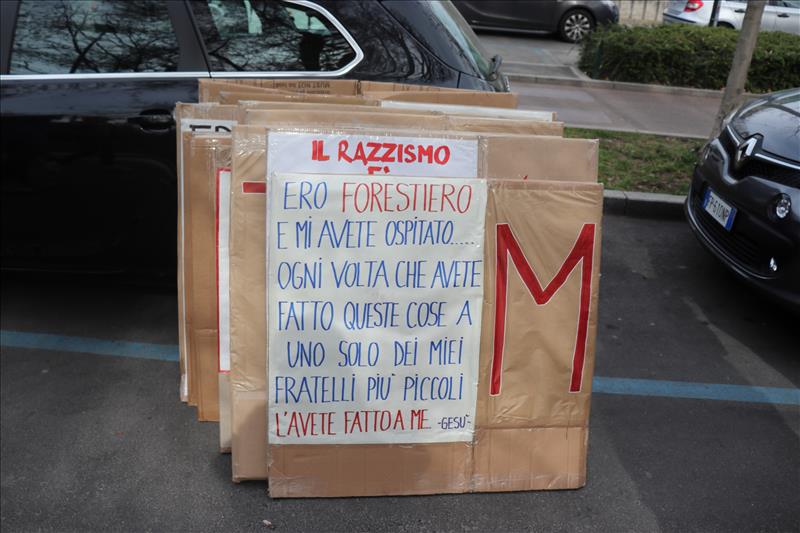 IL RAZZISMO
È
ERO FORESTIERO
E MI AVETE OSPITATO.....
OGNI VOLTA CHE AVETE
FATTO QUESTE COSE A
UNO SOLO DEI MIEI
FRATELLI PIU' PICCOLI
L'AVETE FATTO A ME -GESU'-
M